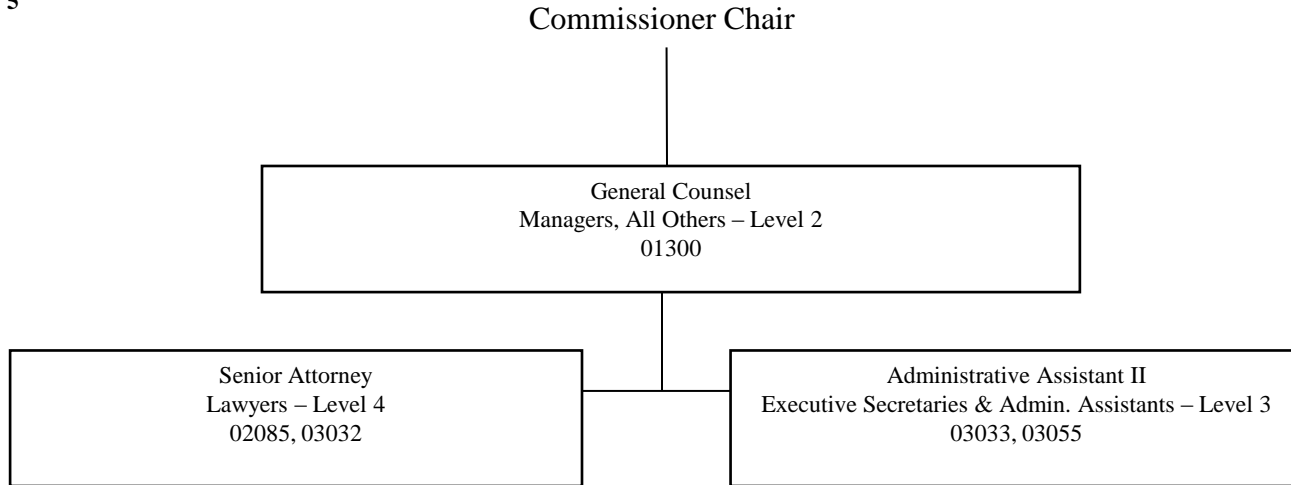 s
Commissioner Chair
General Counsel
Managers, All Others – Level 2
01300
Senior Attorney
Lawyers – Level 4
02085, 03032
Administrative Assistant II
Executive Secretaries & Admin. Assistants – Level 3
03033, 03055